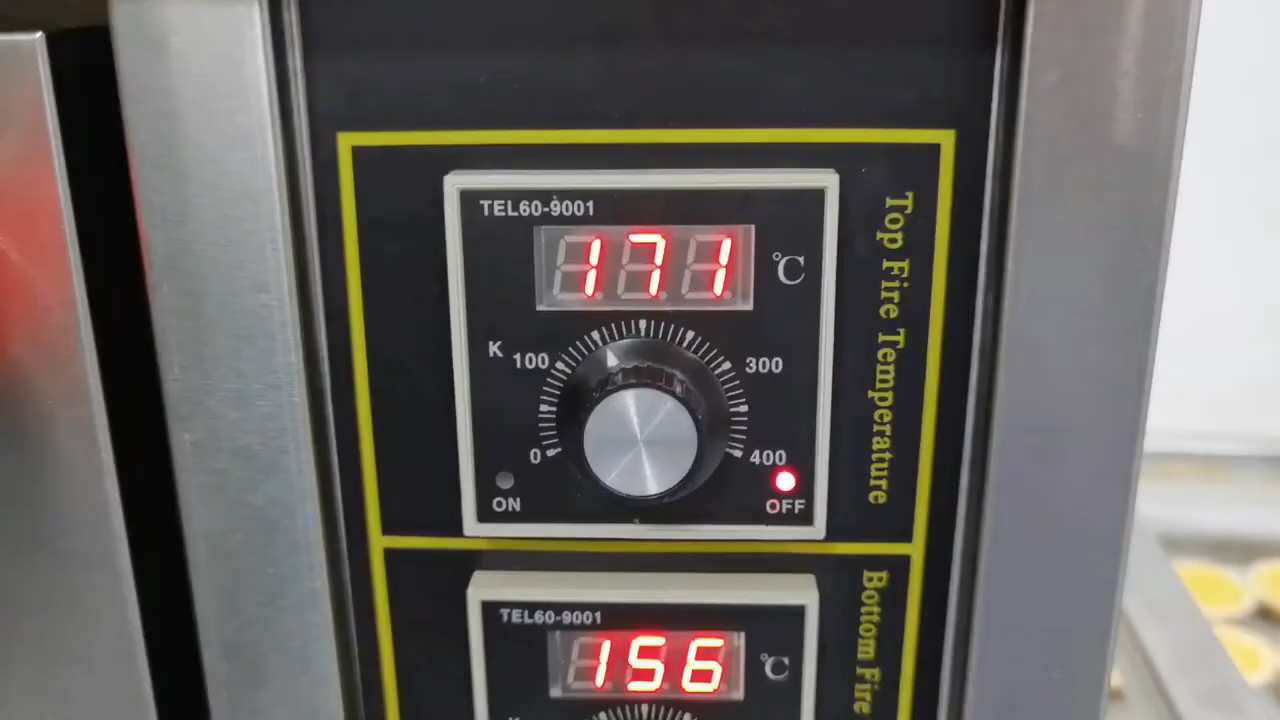 TEL60-9001
171
℃
K
100
300
0
400
ON
OFF
Top Fire Temperature
TEL60-9001
156
℃
Bottom Fire